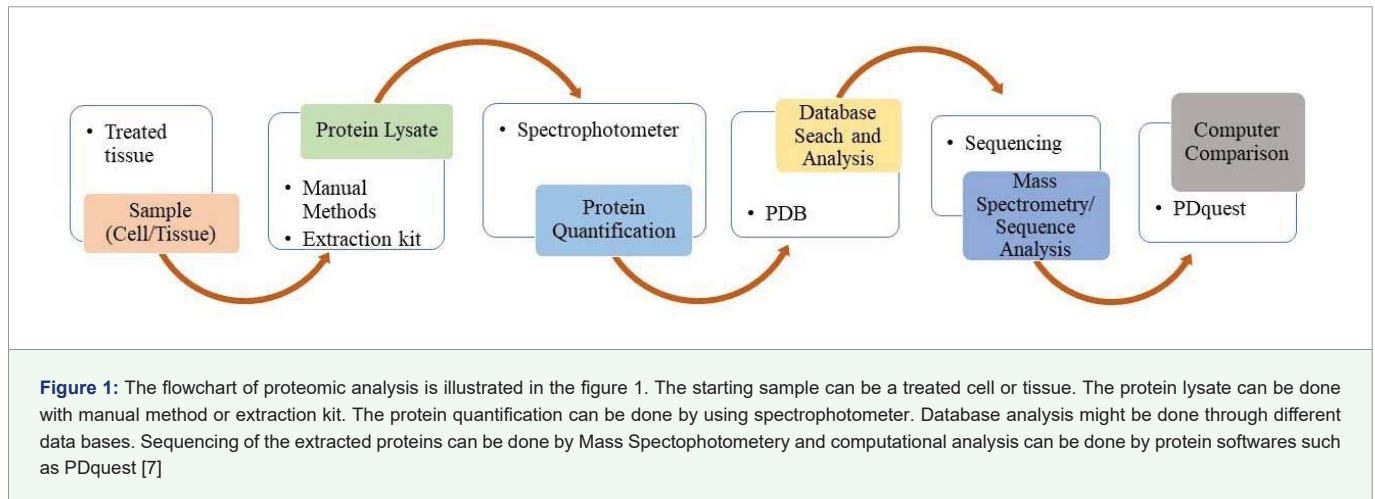 • Treated
tissue
Sample
(Cell/Tissue)
Protein Lysate
• Manual
Methods
• Extraction kit
• Spectrophotometer
Protein
Quantification
Database
Seach and
Analysis
• PDB
• Sequencing
Mass
Spectrometry/
Sequence
Analysis
Computer
Comparison
• PDquest
Figure 1: The flowchart of proteomic analysis is illustrated in the figure 1. The starting sample can be a treated cell or tissue. The protein lysate can be done
with manual method or extraction kit. The protein quantification can be done by using spectrophotometer. Database analysis might be done through different
data bases. Sequencing of the extracted proteins can be done by Mass Spectophotometery and computational analysis can be done by protein softwares such
as PDquest [7]